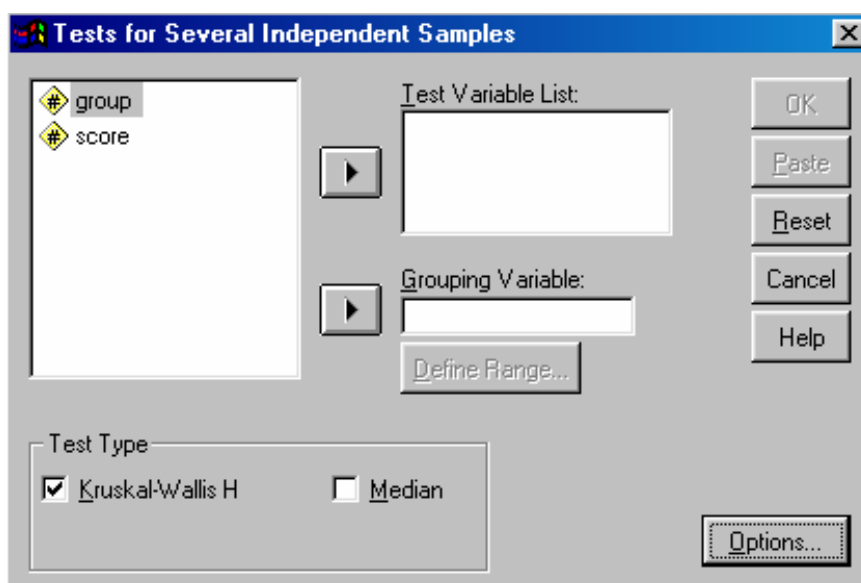 Tests for Several Independent Samples
group
score
Test Variable List:
Grouping Variable:
Define Range...
OK
Paste
Reset
Cancel
Help
Test Type
Kruskal-Wallis H
Median
Options...